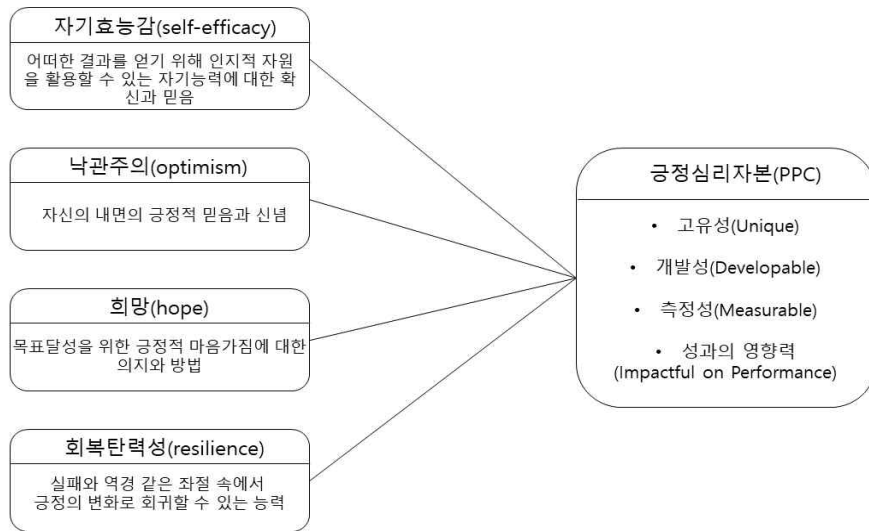 자기효능감(self-efficacy)
어떠한 결과를 얻기 위해 인지적 자원
을 활용할 수 있는 자기능력에 대한 확
신과 믿음
낙관주의(optimism)
자신의 내면의 긍정적 믿음과 신념
희망(hope)
목표달성을 위한 긍정적 마음가짐에 대한
의지와 방법
회복탄력성(resilience)
실패와 역경 같은 좌절 속에서
긍정의 변화로 회귀할 수 있는 능력
긍정심리자본(PPC)
• 고유성(Unique)
• 개발성(Developable)
• 측정성(Measurable)
• 성과의 영향력
(Impactful on Performance)